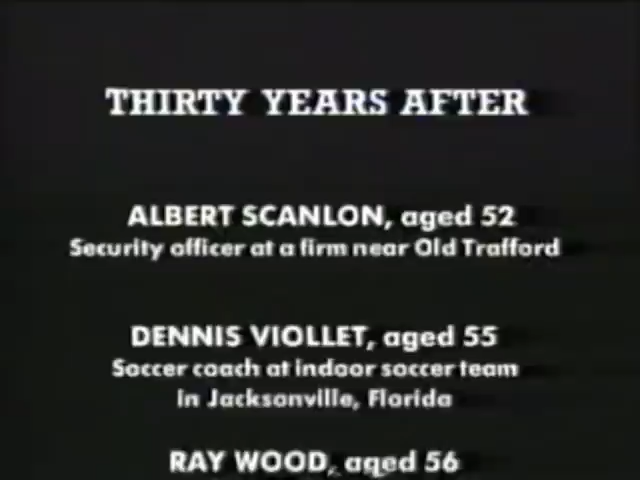 THIRTY YEARS AFTER
ALBERT SCANLON, aged 52
Security officer at a firm near Old Trafford
DENNIS VIOLLET, aged 55
Soccer coach at indoor soccer team
in Jacksonville, Florida
RAY WOOD, aged 56